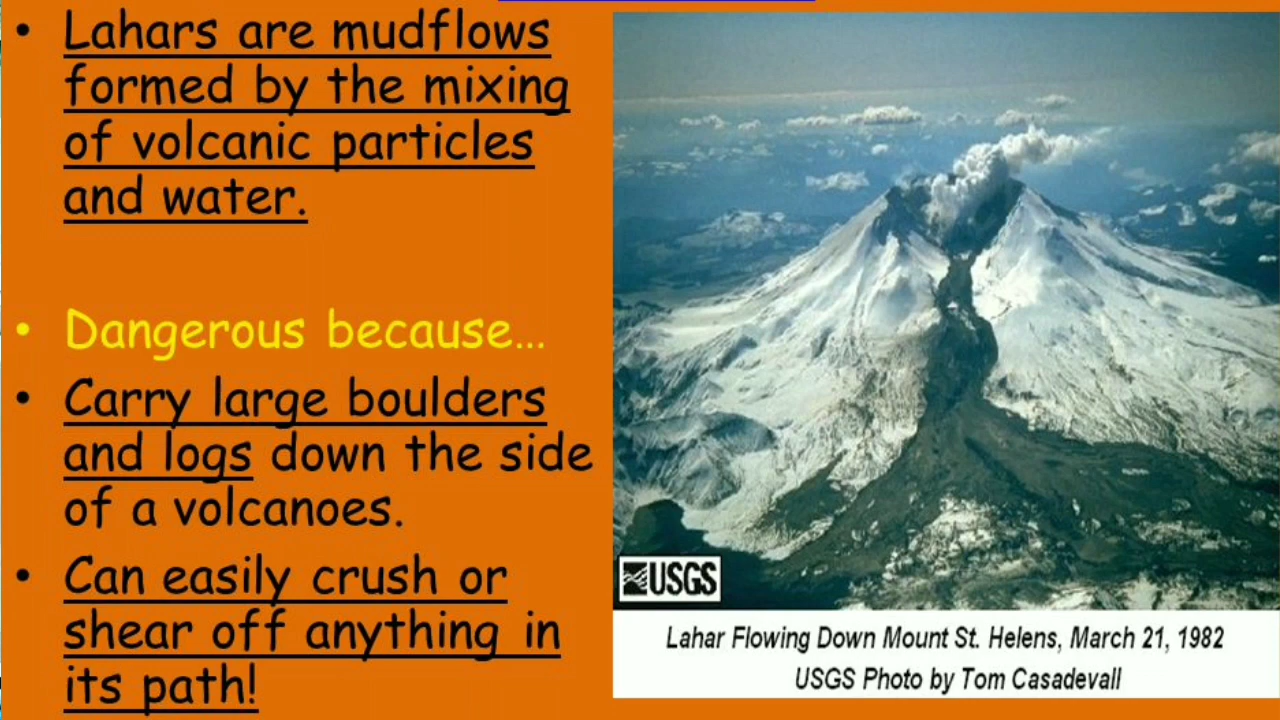 • Lahars are mudflows
formed by the mixing
of volcanic particles
and water.
• Dangerous because…
• Carry large boulders
and logs down the side
of a volcanoes.
• Can easily crush or
shear off anything in
its path!
USGS
Lahar Flowing Down Mount St. Helens, March 21, 1982
USGS Photo by Tom Casadevall